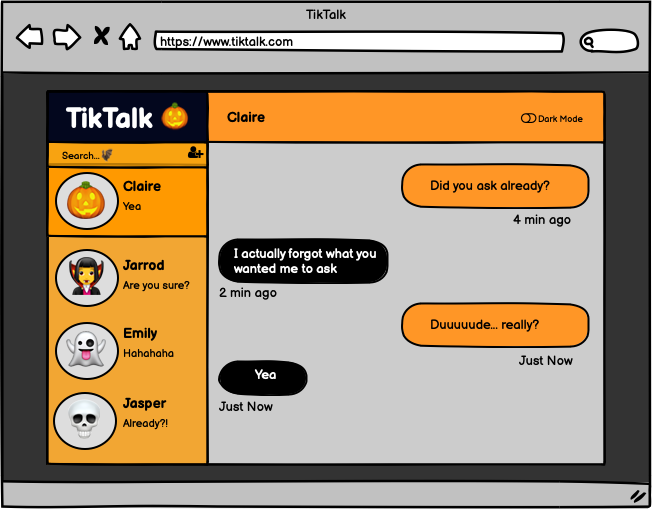 TikTalk
https://www.tiktalk.com
TikTalk
Search...
Claire
Yea
Jarrod
Are you sure?
Emily
Hahahaha
Jasper
Already?!
Claire
Dark Mode
Did you ask already?
4 min ago
I actually forgot what you
wanted me to ask
2 min ago
Duuuuude... really?
Just Now
Yea
Just Now